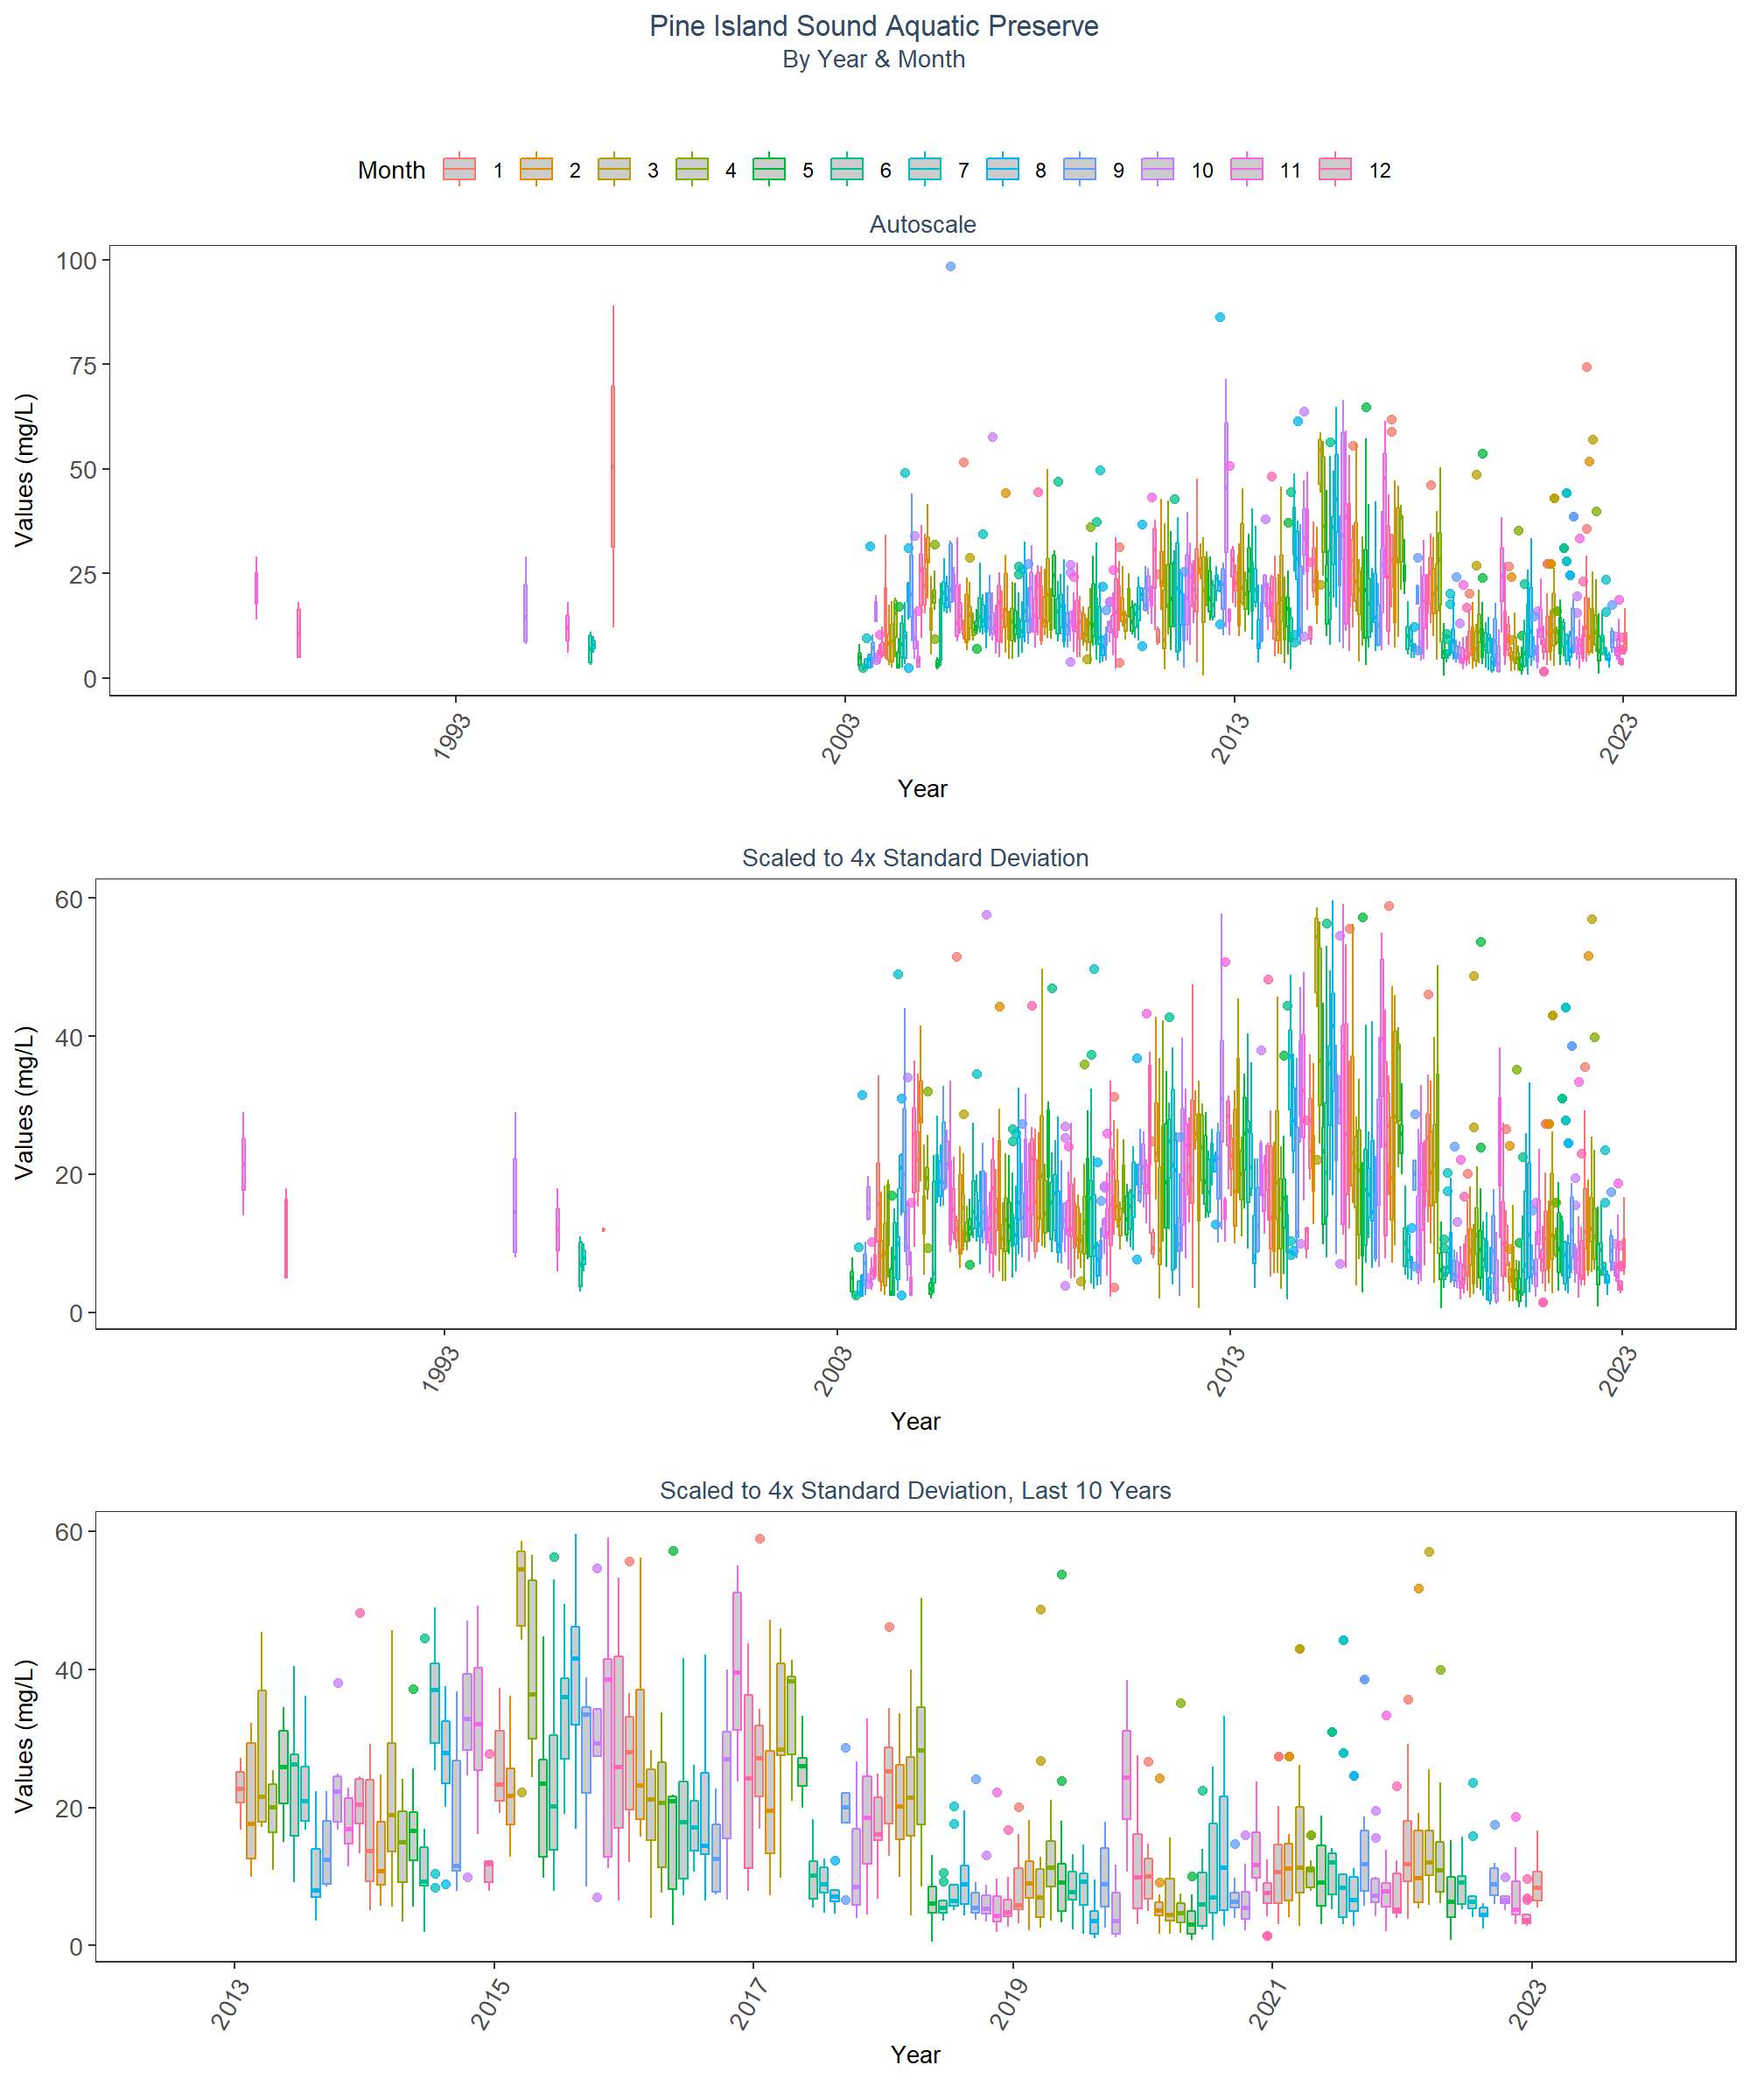 Pine Island Sound Aquatic Preserve
By Year & Month
Month 1 2 3 4 5 6 7 8 9 10 11 12
Autoscale
Values (mg/L)
100
75
50
25
0
1993 2003 2013 2023
Year
Scaled to 4x Standard Deviation
Values (mg/L)
60
40
20
0
1993 2003 2013 2023
Year
Scaled to 4x Standard Deviation, Last 10 Years
Values (mg/L)
60
40
20
0
2013 2015 2017 2019 2021 2023
Year